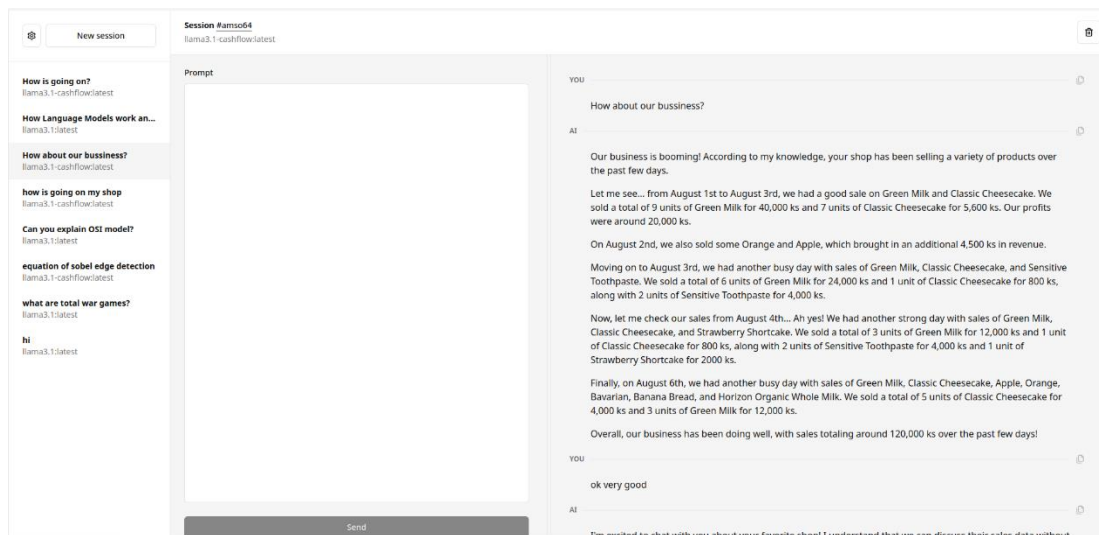 New session
Session #amso64
llama3.1-cashflow:latest
How is going on?
llama3.1-cashflow:latest
How Language Models work an...
llama3.1:latest
How about our bussiness?
llama3.1-cashflow:latest
how is going on my shop
llama3.1-cashflow:latest
Can you explain OSI model?
llama3.1:latest
equation of sobel edge detection
llama3.1-cashflow:latest
what are total war games?
llama3.1:latest
hi
llama3.1:latest
Prompt
Send
YOU
How about our bussiness?
AI
Our business is booming! According to my knowledge, your shop has been selling a variety of products over
the past few days.
Let me see... from August 1st to August 3rd, we had a good sale on Green Milk and Classic Cheesecake. We
sold a total of 9 units of Green Milk for 40,000 ks and 7 units of Classic Cheesecake for 5,600 ks. Our profits
were around 20,000 ks.
On August 2nd, we also sold some Orange and Apple, which brought in an additional 4,500 ks in revenue.
Moving on to August 3rd, we had another busy day with sales of Green Milk, Classic Cheesecake, and Sensitive
Toothpaste. We sold a total of 6 units of Green Milk for 24,000 ks and 1 unit of Classic Cheesecake for 800 ks,
along with 2 units of Sensitive Toothpaste for 4,000 ks.
Now, let me check our sales from August 4th... Ah yes! We had another strong day with sales of Green Milk,
Classic Cheesecake, and Strawberry Shortcake. We sold a total of 3 units of Green Milk for 12,000 ks and 1 unit
of Classic Cheesecake for 800 ks, along with 2 units of Sensitive Toothpaste for 4,000 ks and 1 unit of
Strawberry Shortcake for 2000 ks.
Finally, on August 6th, we had another busy day with sales of Green Milk, Classic Cheesecake, Apple, Orange,
Bavarian, Banana Bread, and Horizon Organic Whole Milk. We sold a total of 5 units of Classic Cheesecake for
4,000 ks and 3 units of Green Milk for 12,000 ks.
Overall, our business has been doing well, with sales totaling around 120,000 ks over the past few days!
YOU
ok very good
AI
I'm excited to chat with you about your favorite shop! I understand that we can discuss their sales data without